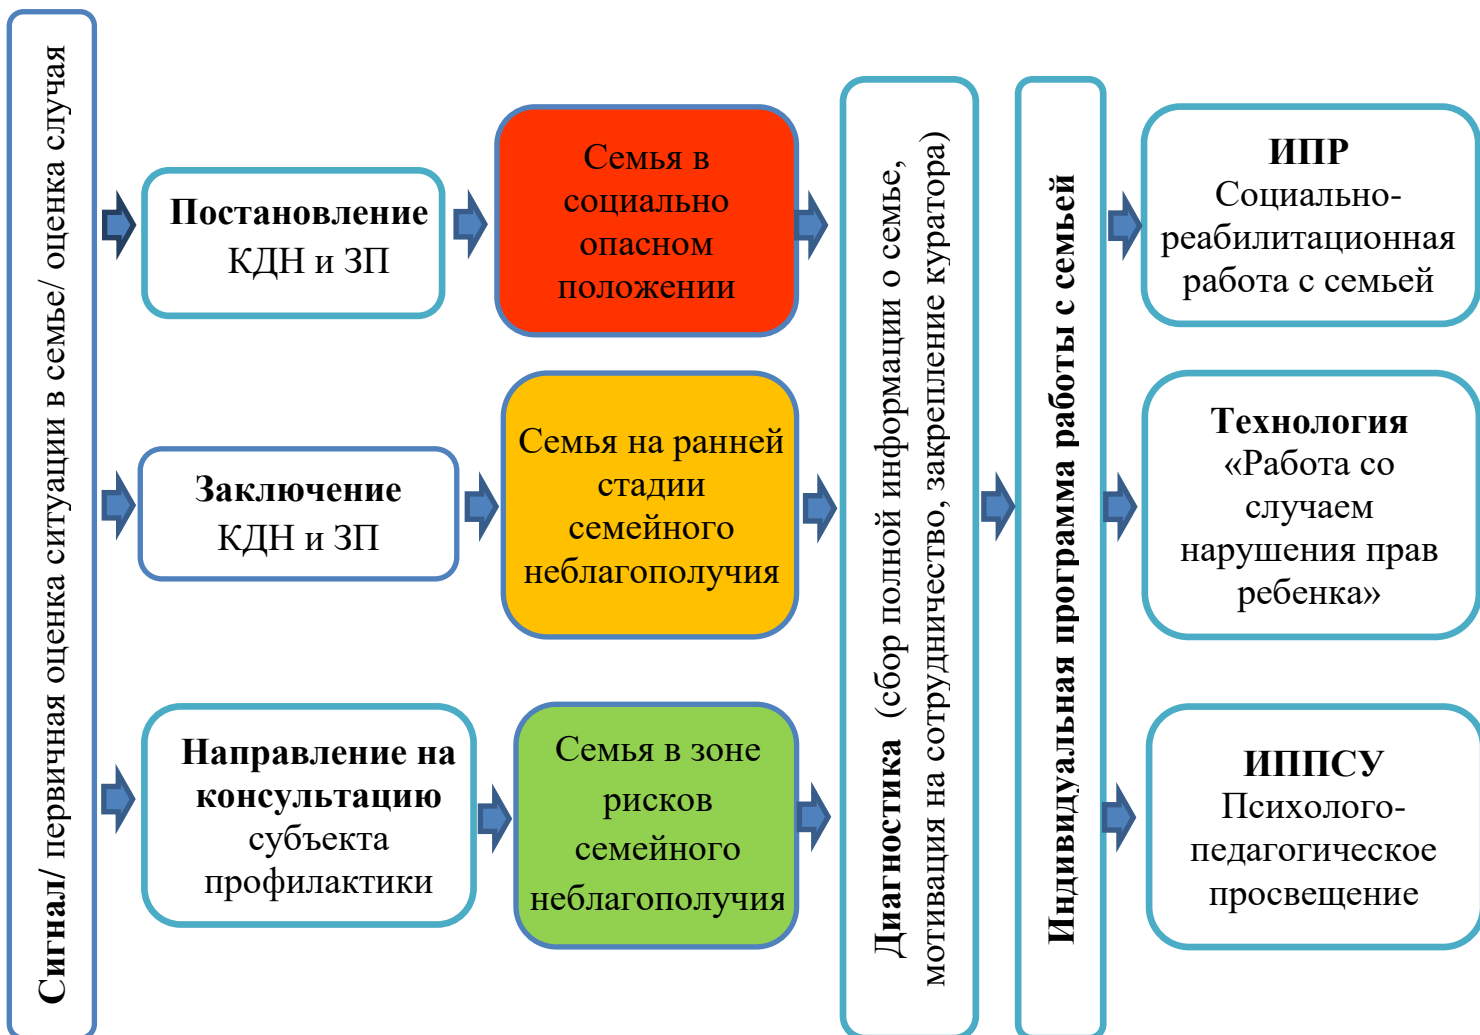 Сигнал/ первичная оценка ситуации в семье/ оценка случая
Постановление
КДН и ЗП
Семья в
социально
опасном
положении
Заключение
КДН и ЗП
Семья на ранней
стадии
семейного
неблагополучия
Направление на
консультацию
субъекта
профилактики
Семья в зоне
рисков
семейного
неблагополучия
Диагностика (сбор полной информации о семье,
мотивация на сотрудничество, закрепление куратора)
Индивидуальная программа работы с семьей
ИПР
Социально-
реабилитационная
работа с семьей
Технология
«Работа со
случаем
нарушения прав
ребенка»
ИППСУ
Психолого-
педагогическое
просвещение